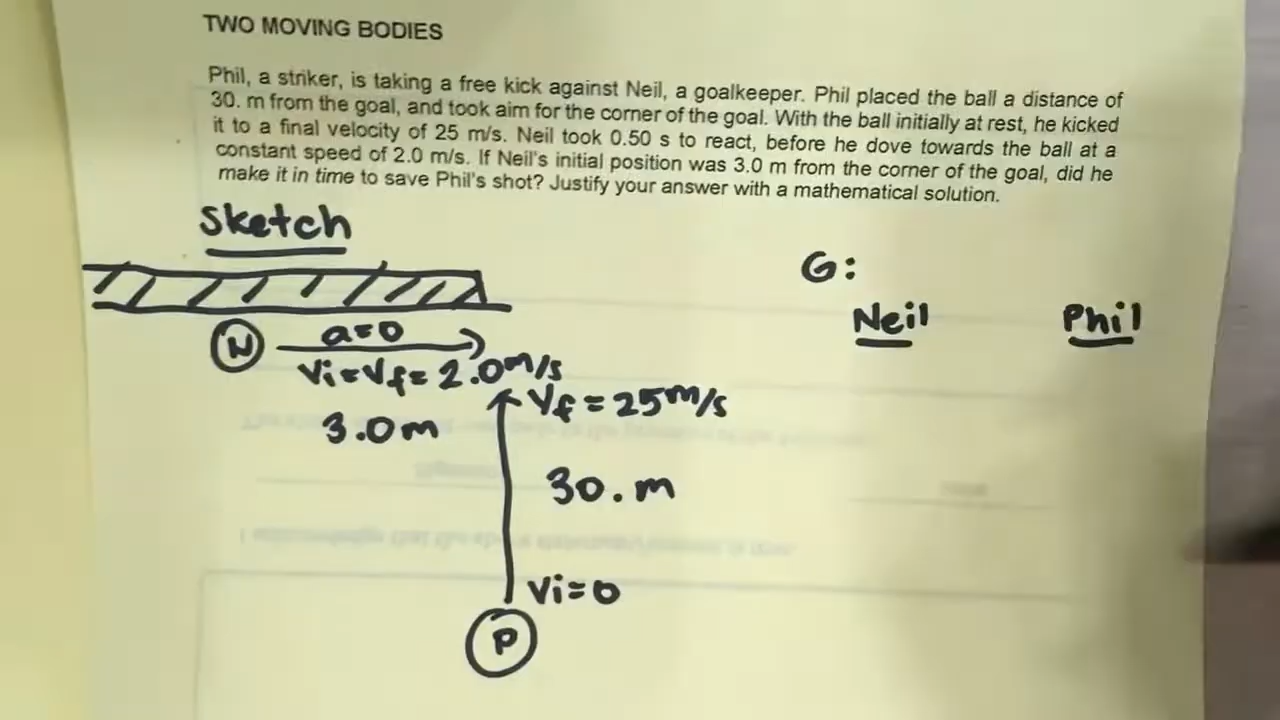 TWO MOVING BODIES
Phil, a striker, is taking a free kick against Neil, a goalkeeper. Phil placed the ball a distance of
30. m from the goal, and took aim for the corner of the goal. With the ball initially at rest, he kicked
it to a final velocity of 25 m/s. Neil took 0.50 s to react, before he dove towards the ball at a
constant speed of 2.0 m/s. If Neil's initial position was 3.0 m from the corner of the goal, did he
make it in time to save Phil's shot? Justify your answer with a mathematical solution.
Sketch
G:
Neil Phil
N a=0
Vi=Vf= 2.0m/s
Vf = 25m/s
3.0m
30.m
Vi=0
P